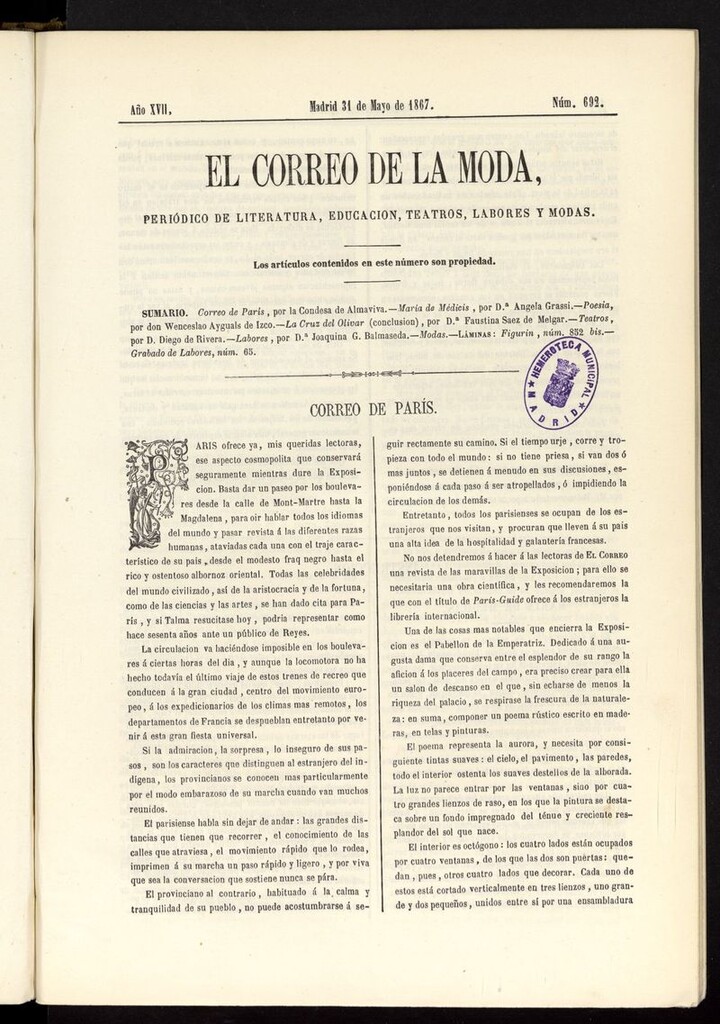 Año XVII,
Madrid 31 de Mayo de 1867.
Núm. 692.
EL CORREO DE LA MODA,
PERIÓDICO DE LITERATURA, EDUCACION, TEATROS, LABORES Y MODAS.
Los artículos contenidos en este número son propiedad.
SUMARIO. Correo de París, por la Condesa de Almaviva.—María de Médicis, por D.ª Angela Grassi.—Poesía,
por don Wenceslao Ayguals de Izco.—La Cruz del Olivar (conclusion), por D.ª Faustina Saez de Melgar.—Teatros,
por D. Diego de Rivera.—Labores, por D.ª Joaquina G. Balmaseda.—Modas.—LÁMINAS: Figurin, núm. 852 bis.—
Grabado de Labores, núm. 65.
HEMEROTECA MUNICIPAL
MADRID
CORREO DE PARÍS.
PARIS ofrece ya, mis queridas lectoras,
ese aspecto cosmopolita que conservará
seguramente mientras dure la Exposi-
cion. Basta dar un paseo por los bouleva-
res desde la calle de Mont-Martre hasta la
Magdalena, para oir hablar todos los idiomas
del mundo y pasar revista á las diferentes razas
humanas, ataviadas cada una con el traje carac-
terístico de su pais, desde el modesto fraq negro hasta el
rico y ostentoso albornoz oriental. Todas las celebridades
del mundo civilizado, así de la aristocracia y de la fortuna,
como de las ciencias y las artes, se han dado cita para Pa-
ris, y si Talma resucitase hoy, podria representar como
hace sesenta años ante un público de Reyes.
La circulacion va haciéndose imposible en los bouleva-
res á ciertas horas del dia, y aunque la locomotora no ha
hecho todavía el último viaje de estos trenes de recreo que
conducen á la gran ciudad, centro del movimiento euro-
peo, á los expedicionarios de los climas mas remotos, los
departamentos de Francia se despueblan entretanto por ve-
nir á esta gran fiesta universal.
Si la admiracion, la sorpresa, lo inseguro de sus pa-
sos, son los caracteres que distinguen al estranjero del in-
dígena, los provincianos se conocen mas particularmente
por el modo embarazoso de su marcha cuando van muchos
reunidos.
El parisiense habla sin dejar de andar: las grandes dis-
tancias que tienen que recorrer, el conocimiento de las
calles que atraviesa, el movimiento rápido que lo rodea,
imprimen á su marcha un paso rápido y ligero, y por viva
que sea la conversacion que sostiene nunca se pára.
El provinciano al contrario, habituado á la calma y
tranquilidad de su pueblo, no puede acostumbrarse á se-
guir rectamente su camino. Si el tiempo urje, corre y tro-
pieza con todo el mundo: si no tiene priesa, si van dos ó
mas juntos, se detienen á menudo en sus discusiones, es-
poniéndose á cada paso á ser atropellados, ó impidiendo la
circulacion de los demás.
Entretanto, todos los parisienses se ocupan de los es-
tranjeros que nos visitan, y procuran que lleven á su pais
una alta idea de la hospitalidad y galantería francesas.
No nos detendremos á hacer á las lectoras de EL CORREO
una revista de las maravillas de la Exposicion; para ello se
necesitaria una obra científica, y les recomendaremos la
que con el título de París-Guide ofrece á los estranjeros la
librería internacional.
Una de las cosas mas notables que encierra la Exposi-
cion es el Pabellon de la Emperatriz. Dedicado á una au-
gusta dama que conserva entre el esplendor de su rango la
aficion á los placeres del campo, era preciso crear para ella
un salon de descanso en el que, sin echarse de menos la
riqueza del palacio, se respirase la frescura de la naturale-
za: en suma, componer un poema rústico escrito en made-
ras, en telas y pinturas.
El poema representa la aurora, y necesita por consi-
guiente tintas suaves: el cielo, el pavimento, las paredes,
todo el interior ostenta los suaves destellos de la alborada.
La luz no parece entrar por las ventanas, sino por cua-
tro grandes lienzos de raso, en los que la pintura se desta-
ca sobre un fondo impregnado del ténue y creciente res-
plandor del sol que nace.
El interior es octógono: los cuatro lados están ocupados
por cuatro ventanas, de los que las dos son puertas: que-
dan, pues, otros cuatro lados que decorar. Cada uno de
estos está cortado verticalmente en tres lienzos, uno gran-
de y dos pequeños, unidos entre sí por una ensambladura